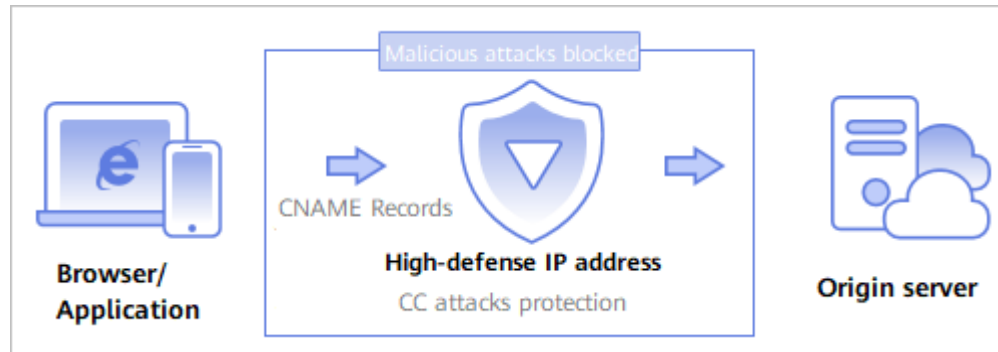 Malicious attacks blocked
CNAME Records
High-defense IP address
CC attacks protection
Browser/
Application
Origin server